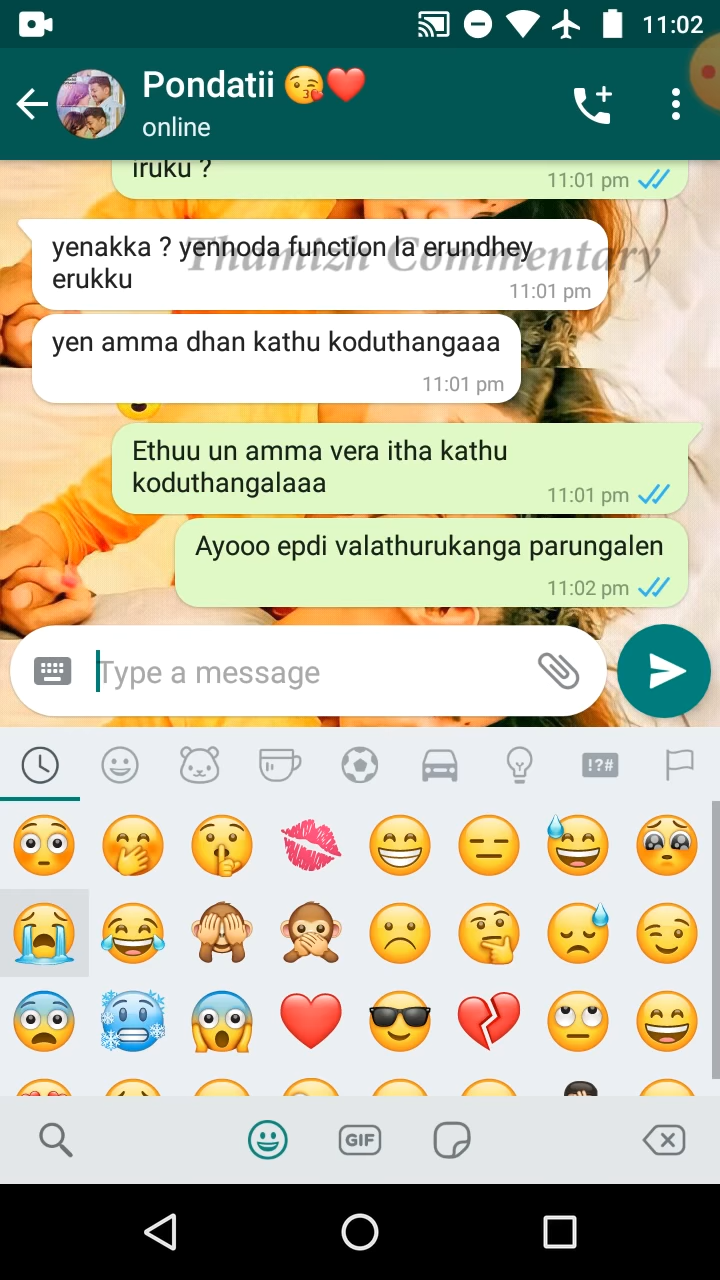 11:02
Pondatii 😘❤️
online
iruku ?
11:01 pm
yenakka ? yennoda function la erundhey
erukku
11:01 pm
Thamizh Commentary
yen amma dhan kathu koduthangaaa
11:01 pm
Ethuu un amma vera itha kathu
koduthangalaaa
11:01 pm
Ayooo epdi valathurukanga parungalen
11:02 pm
Type a message
!?#
GIF